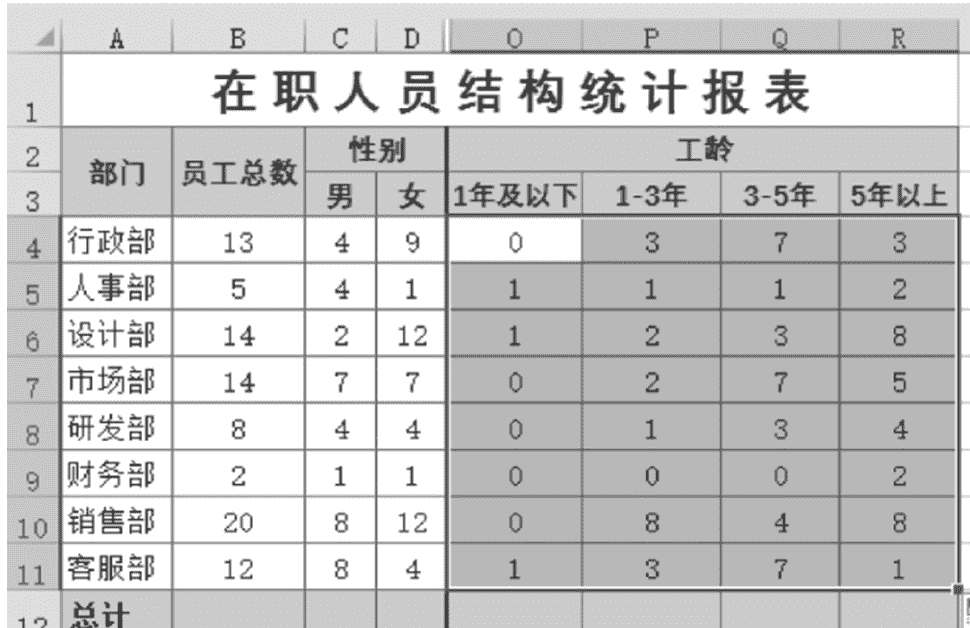 A B C D O P Q R
1 在职人员结构统计报表
2 部门 员工总数 性别 工龄
3 男 女 1年及以下 1-3年 3-5年 5年以上
4 行政部 13 4 9 0 3 7 3
5 人事部 5 4 1 1 1 1 2
6 设计部 14 2 12 1 2 3 8
7 市场部 14 7 7 0 2 7 5
8 研发部 8 4 4 0 1 3 4
9 财务部 2 1 1 0 0 0 2
10 销售部 20 8 12 0 8 4 8
11 客服部 12 8 4 1 3 7 1
12 总计